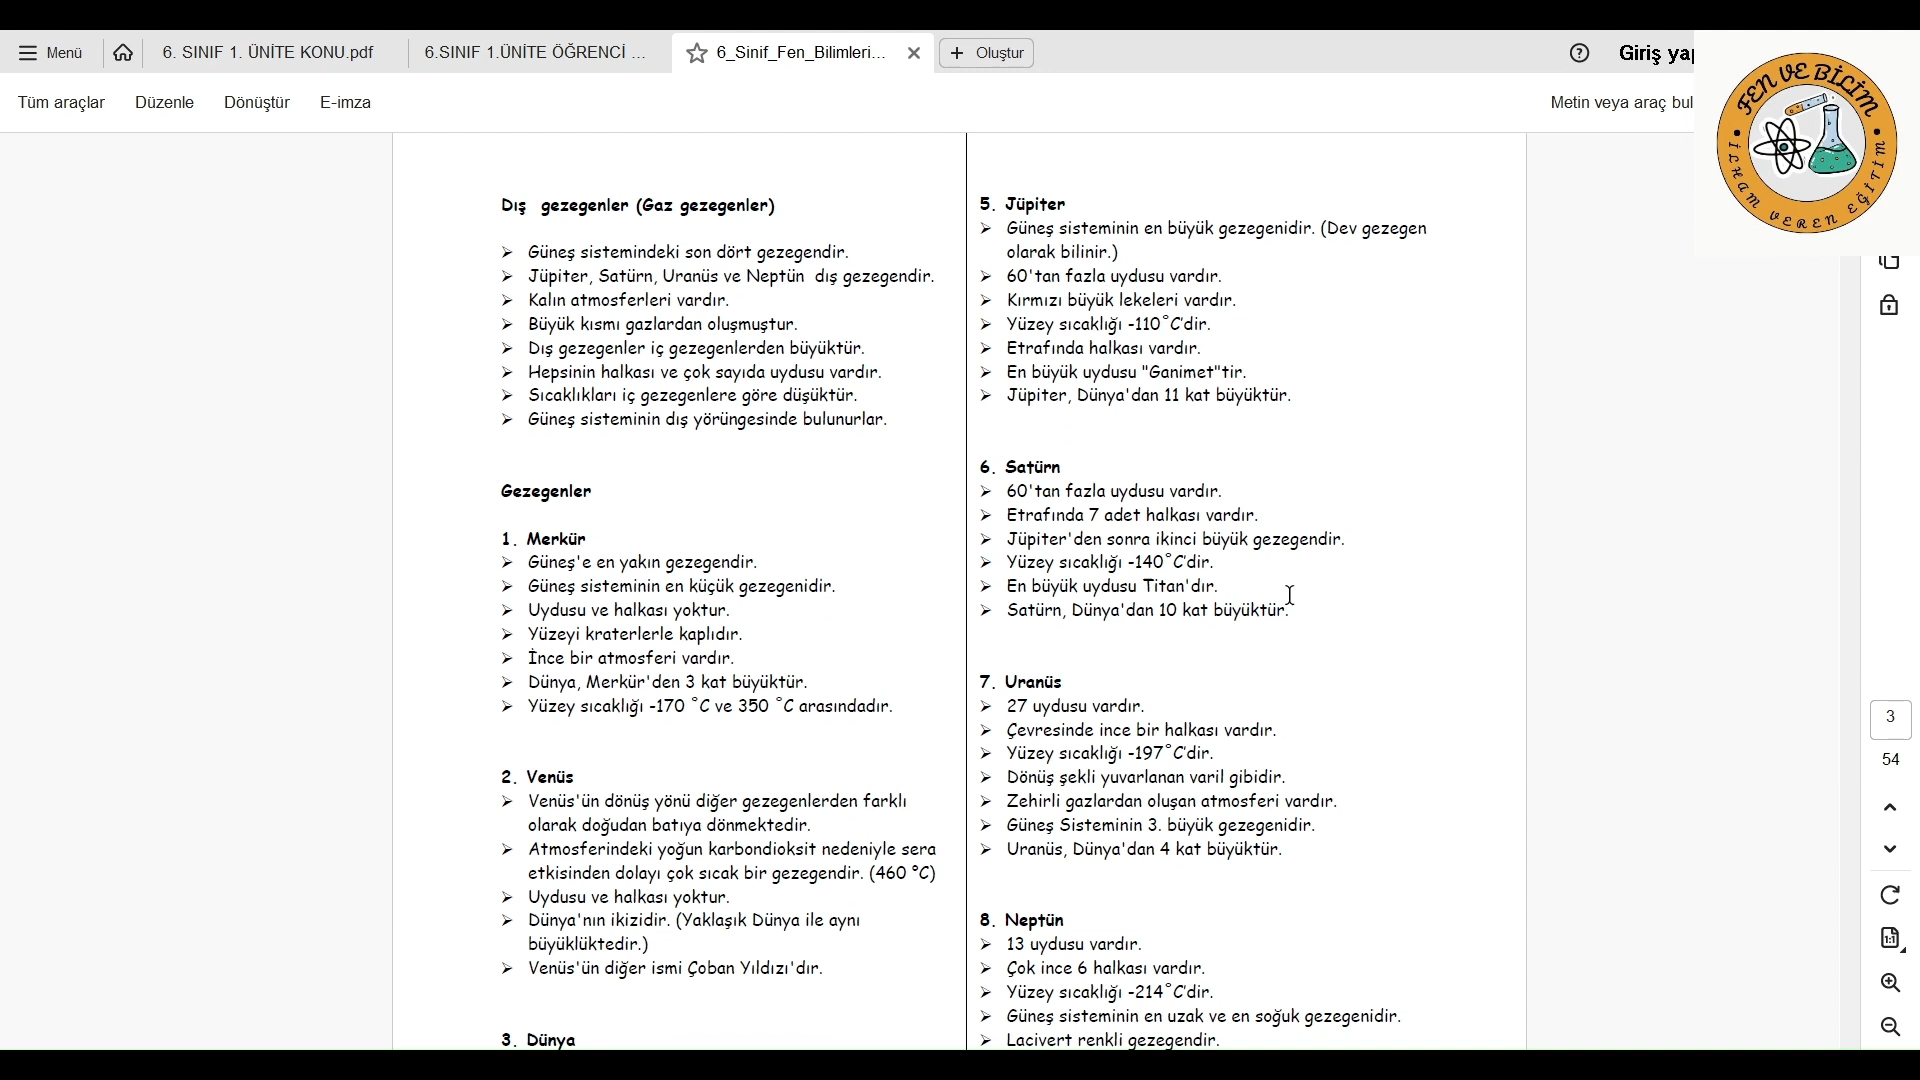 Menü
6. SINIF 1. ÜNİTE KONU.pdf
6.SINIF 1.ÜNİTE ÖĞRENCİ ...
6_Sinif_Fen_Bilimleri...
Oluştur
Giriş yap
Tüm araçlar
Düzenle
Dönüştür
E-imza
Metin veya araç bul
FEN VE BİLİM
İLHAM VEREN EĞİTİM
Dış gezegenler (Gaz gezegenler)
➢ Güneş sistemindeki son dört gezegendir.
➢ Jüpiter, Satürn, Uranüs ve Neptün dış gezegendir.
➢ Kalın atmosferleri vardır.
➢ Büyük kısmı gazlardan oluşmuştur.
➢ Dış gezegenler iç gezegenlerden büyüktür.
➢ Hepsinin halkası ve çok sayıda uydusu vardır.
➢ Sıcaklıkları iç gezegenlere göre düşüktür.
➢ Güneş sisteminin dış yörüngesinde bulunurlar.
Gezegenler
1. Merkür
➢ Güneş'e en yakın gezegendir.
➢ Güneş sisteminin en küçük gezegenidir.
➢ Uydusu ve halkası yoktur.
➢ Yüzeyi kraterlerle kaplıdır.
➢ İnce bir atmosferi vardır.
➢ Dünya, Merkür'den 3 kat büyüktür.
➢ Yüzey sıcaklığı -170 ˚C ve 350 ˚C arasındadır.
2. Venüs
➢ Venüs'ün dönüş yönü diğer gezegenlerden farklı
olarak doğudan batıya dönmektedir.
➢ Atmosferindeki yoğun karbondioksit nedeniyle sera
etkisinden dolayı çok sıcak bir gezegendir. (460 °C)
➢ Uydusu ve halkası yoktur.
➢ Dünya'nın ikizidir. (Yaklaşık Dünya ile aynı
büyüklüktedir.)
➢ Venüs'ün diğer ismi Çoban Yıldızı'dır.
3. Dünya
5. Jüpiter
➢ Güneş sisteminin en büyük gezegenidir. (Dev gezegen
olarak bilinir.)
➢ 60'tan fazla uydusu vardır.
➢ Kırmızı büyük lekeleri vardır.
➢ Yüzey sıcaklığı -110˚C'dir.
➢ Etrafında halkası vardır.
➢ En büyük uydusu "Ganimet"tir.
➢ Jüpiter, Dünya'dan 11 kat büyüktür.
6. Satürn
➢ 60'tan fazla uydusu vardır.
➢ Etrafında 7 adet halkası vardır.
➢ Jüpiter'den sonra ikinci büyük gezegendir.
➢ Yüzey sıcaklığı -140˚C'dir.
➢ En büyük uydusu Titan'dır.
➢ Satürn, Dünya'dan 10 kat büyüktür.
7. Uranüs
➢ 27 uydusu vardır.
➢ Çevresinde ince bir halkası vardır.
➢ Yüzey sıcaklığı -197˚C'dir.
➢ Dönüş şekli yuvarlanan varil gibidir.
➢ Zehirli gazlardan oluşan atmosferi vardır.
➢ Güneş Sisteminin 3. büyük gezegenidir.
➢ Uranüs, Dünya'dan 4 kat büyüktür.
8. Neptün
➢ 13 uydusu vardır.
➢ Çok ince 6 halkası vardır.
➢ Yüzey sıcaklığı -214˚C'dir.
➢ Güneş sisteminin en uzak ve en soğuk gezegenidir.
➢ Lacivert renkli gezegendir.
3
54
1:1